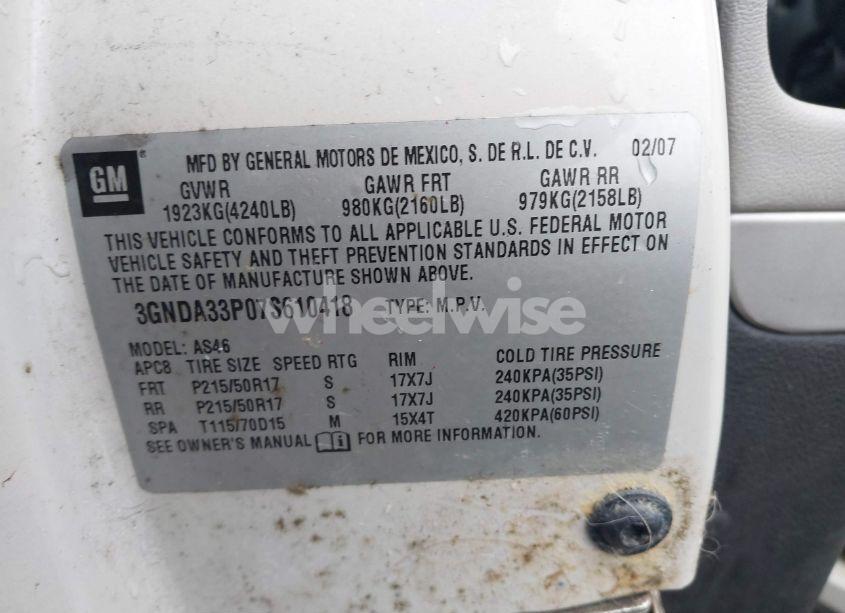 GM
MFD BY GENERAL MOTORS DE MEXICO, S. DE R.L. DE C.V. 02/07
GVWR GAWR FRT GAWR RR
1923KG(4240LB) 980KG(2160LB) 979KG(2158LB)
THIS VEHICLE CONFORMS TO ALL APPLICABLE U.S. FEDERAL MOTOR
VEHICLE SAFETY AND THEFT PREVENTION STANDARDS IN EFFECT ON
THE DATE OF MANUFACTURE SHOWN ABOVE.
3GNDA33P07S610418 TYPE: M.P.V.
wheelwise
MODEL: AS46
APC8 TIRE SIZE SPEED RTG RIM COLD TIRE PRESSURE
FRT P215/50R17 S 17X7J 240KPA(35PSI)
RR P215/50R17 S 17X7J 240KPA(35PSI)
SPA T115/70D15 M 15X4T 420KPA(60PSI)
SEE OWNER'S MANUAL FOR MORE INFORMATION.